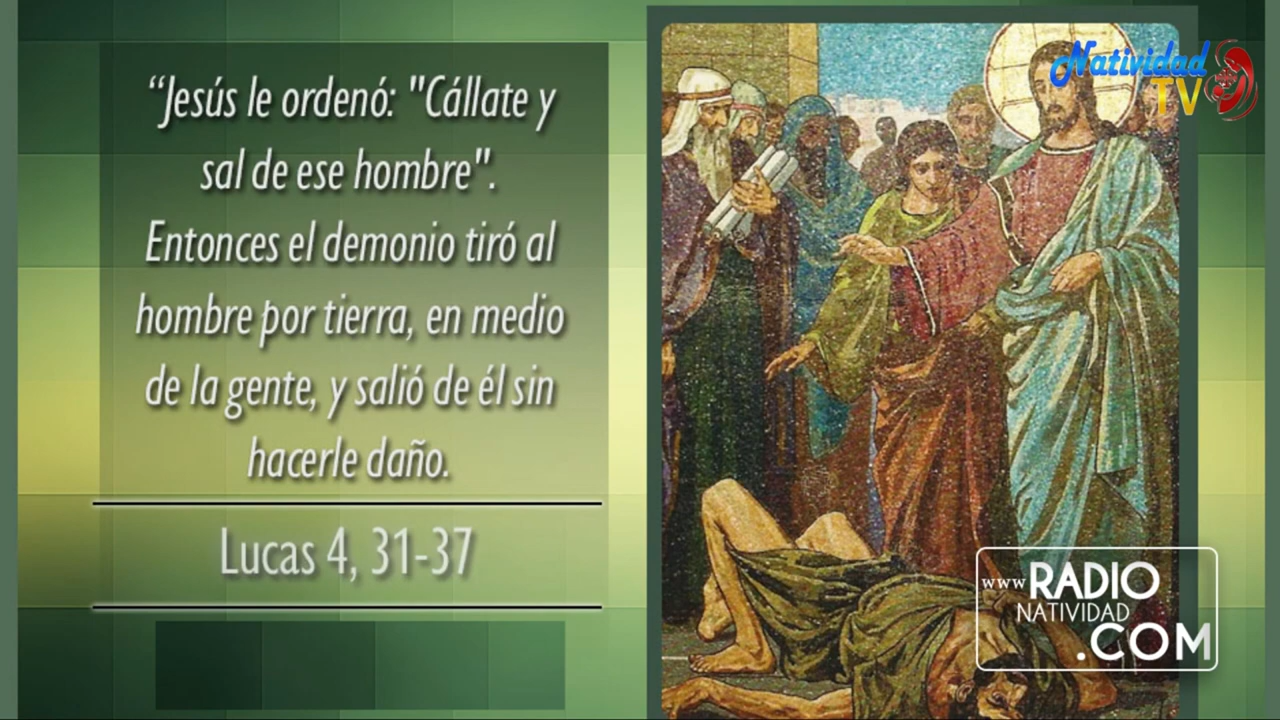 “Jesús le ordenó: "Cállate y
sal de ese hombre".
Entonces el demonio tiró al
hombre por tierra, en medio
de la gente, y salió de él sin
hacerle daño.
Lucas 4, 31-37
Natividad
TV
www RADIO
NATIVIDAD
.COM